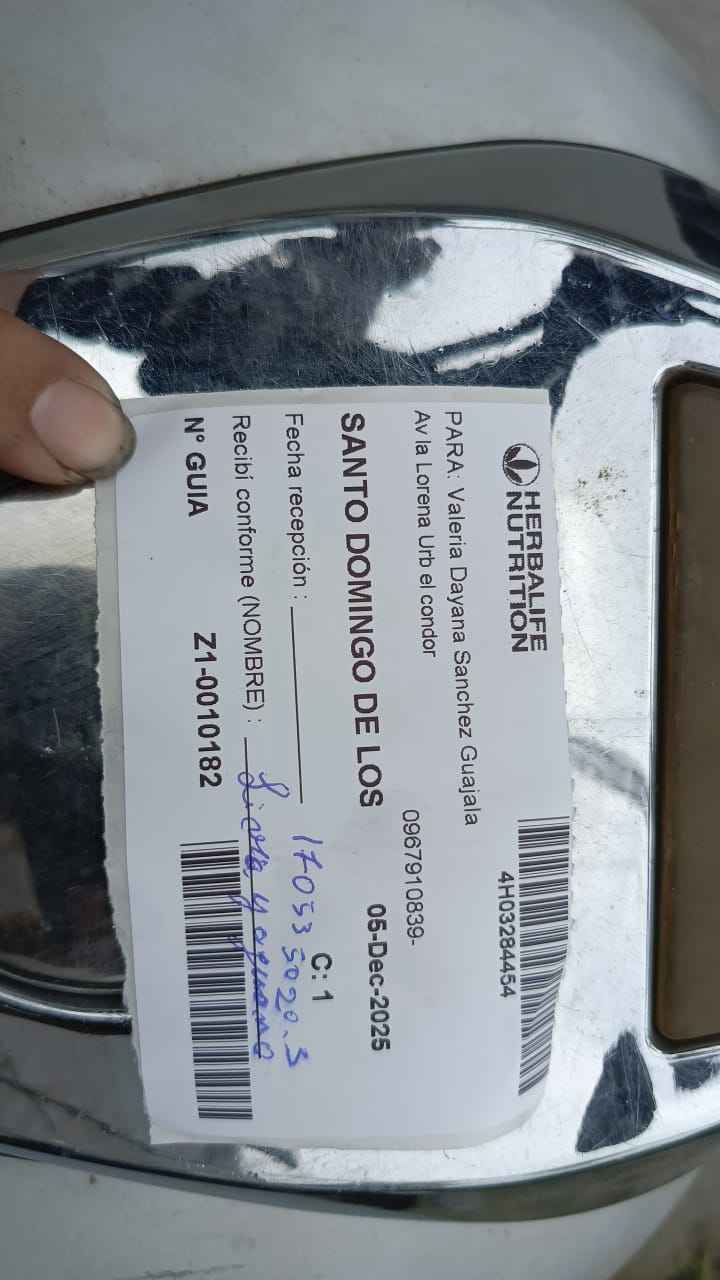 HERBALIFE
NUTRITION
4H03284454
PARA: Valeria Dayana Sanchez Guajala
Av la Lorena Urb el condor
0967910839-
SANTO DOMINGO DE LOS
05-Dec-2025
Fecha recepción :
C: 1
Recibí conforme (NOMBRE) :
N° GUIA
Z1-0010182